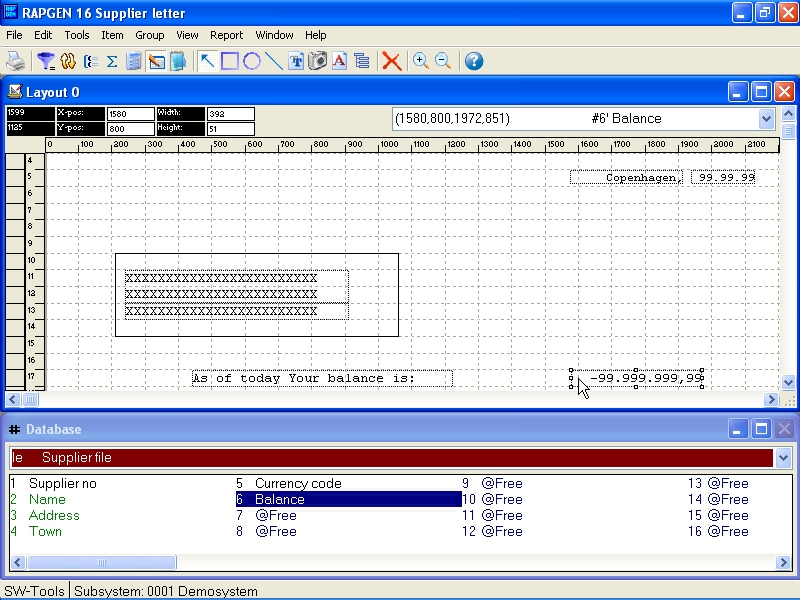 RAPGEN 16 Supplier letter
File Edit Tools Item Group View Report Window Help
Layout 0
1599 X-pos: 1580 Width: 392
1125 Y-pos: 800 Height: 51
(1580,800,1972,851) #6' Balance
0 100 200 300 400 500 600 700 800 900 1000 1100 1200 1300 1400 1500 1600 1700 1800 1900 2000 2100
4
5 Copenhagen, 99.99.99
6
7
8
9
10
11 XXXXXXXXXXXXXXXXXXXXXXXXX
12 XXXXXXXXXXXXXXXXXXXXXXXXX
13 XXXXXXXXXXXXXXXXXXXXXXXXX
14
15
16
17 As of today Your balance is: -99.999.999,99
# Database
le Supplier file
1 Supplier no 5 Currency code 9 @Free 13 @Free
2 Name 6 Balance 10 @Free 14 @Free
3 Address 7 @Free 11 @Free 15 @Free
4 Town 8 @Free 12 @Free 16 @Free
SW-Tools Subsystem: 0001 Demosystem